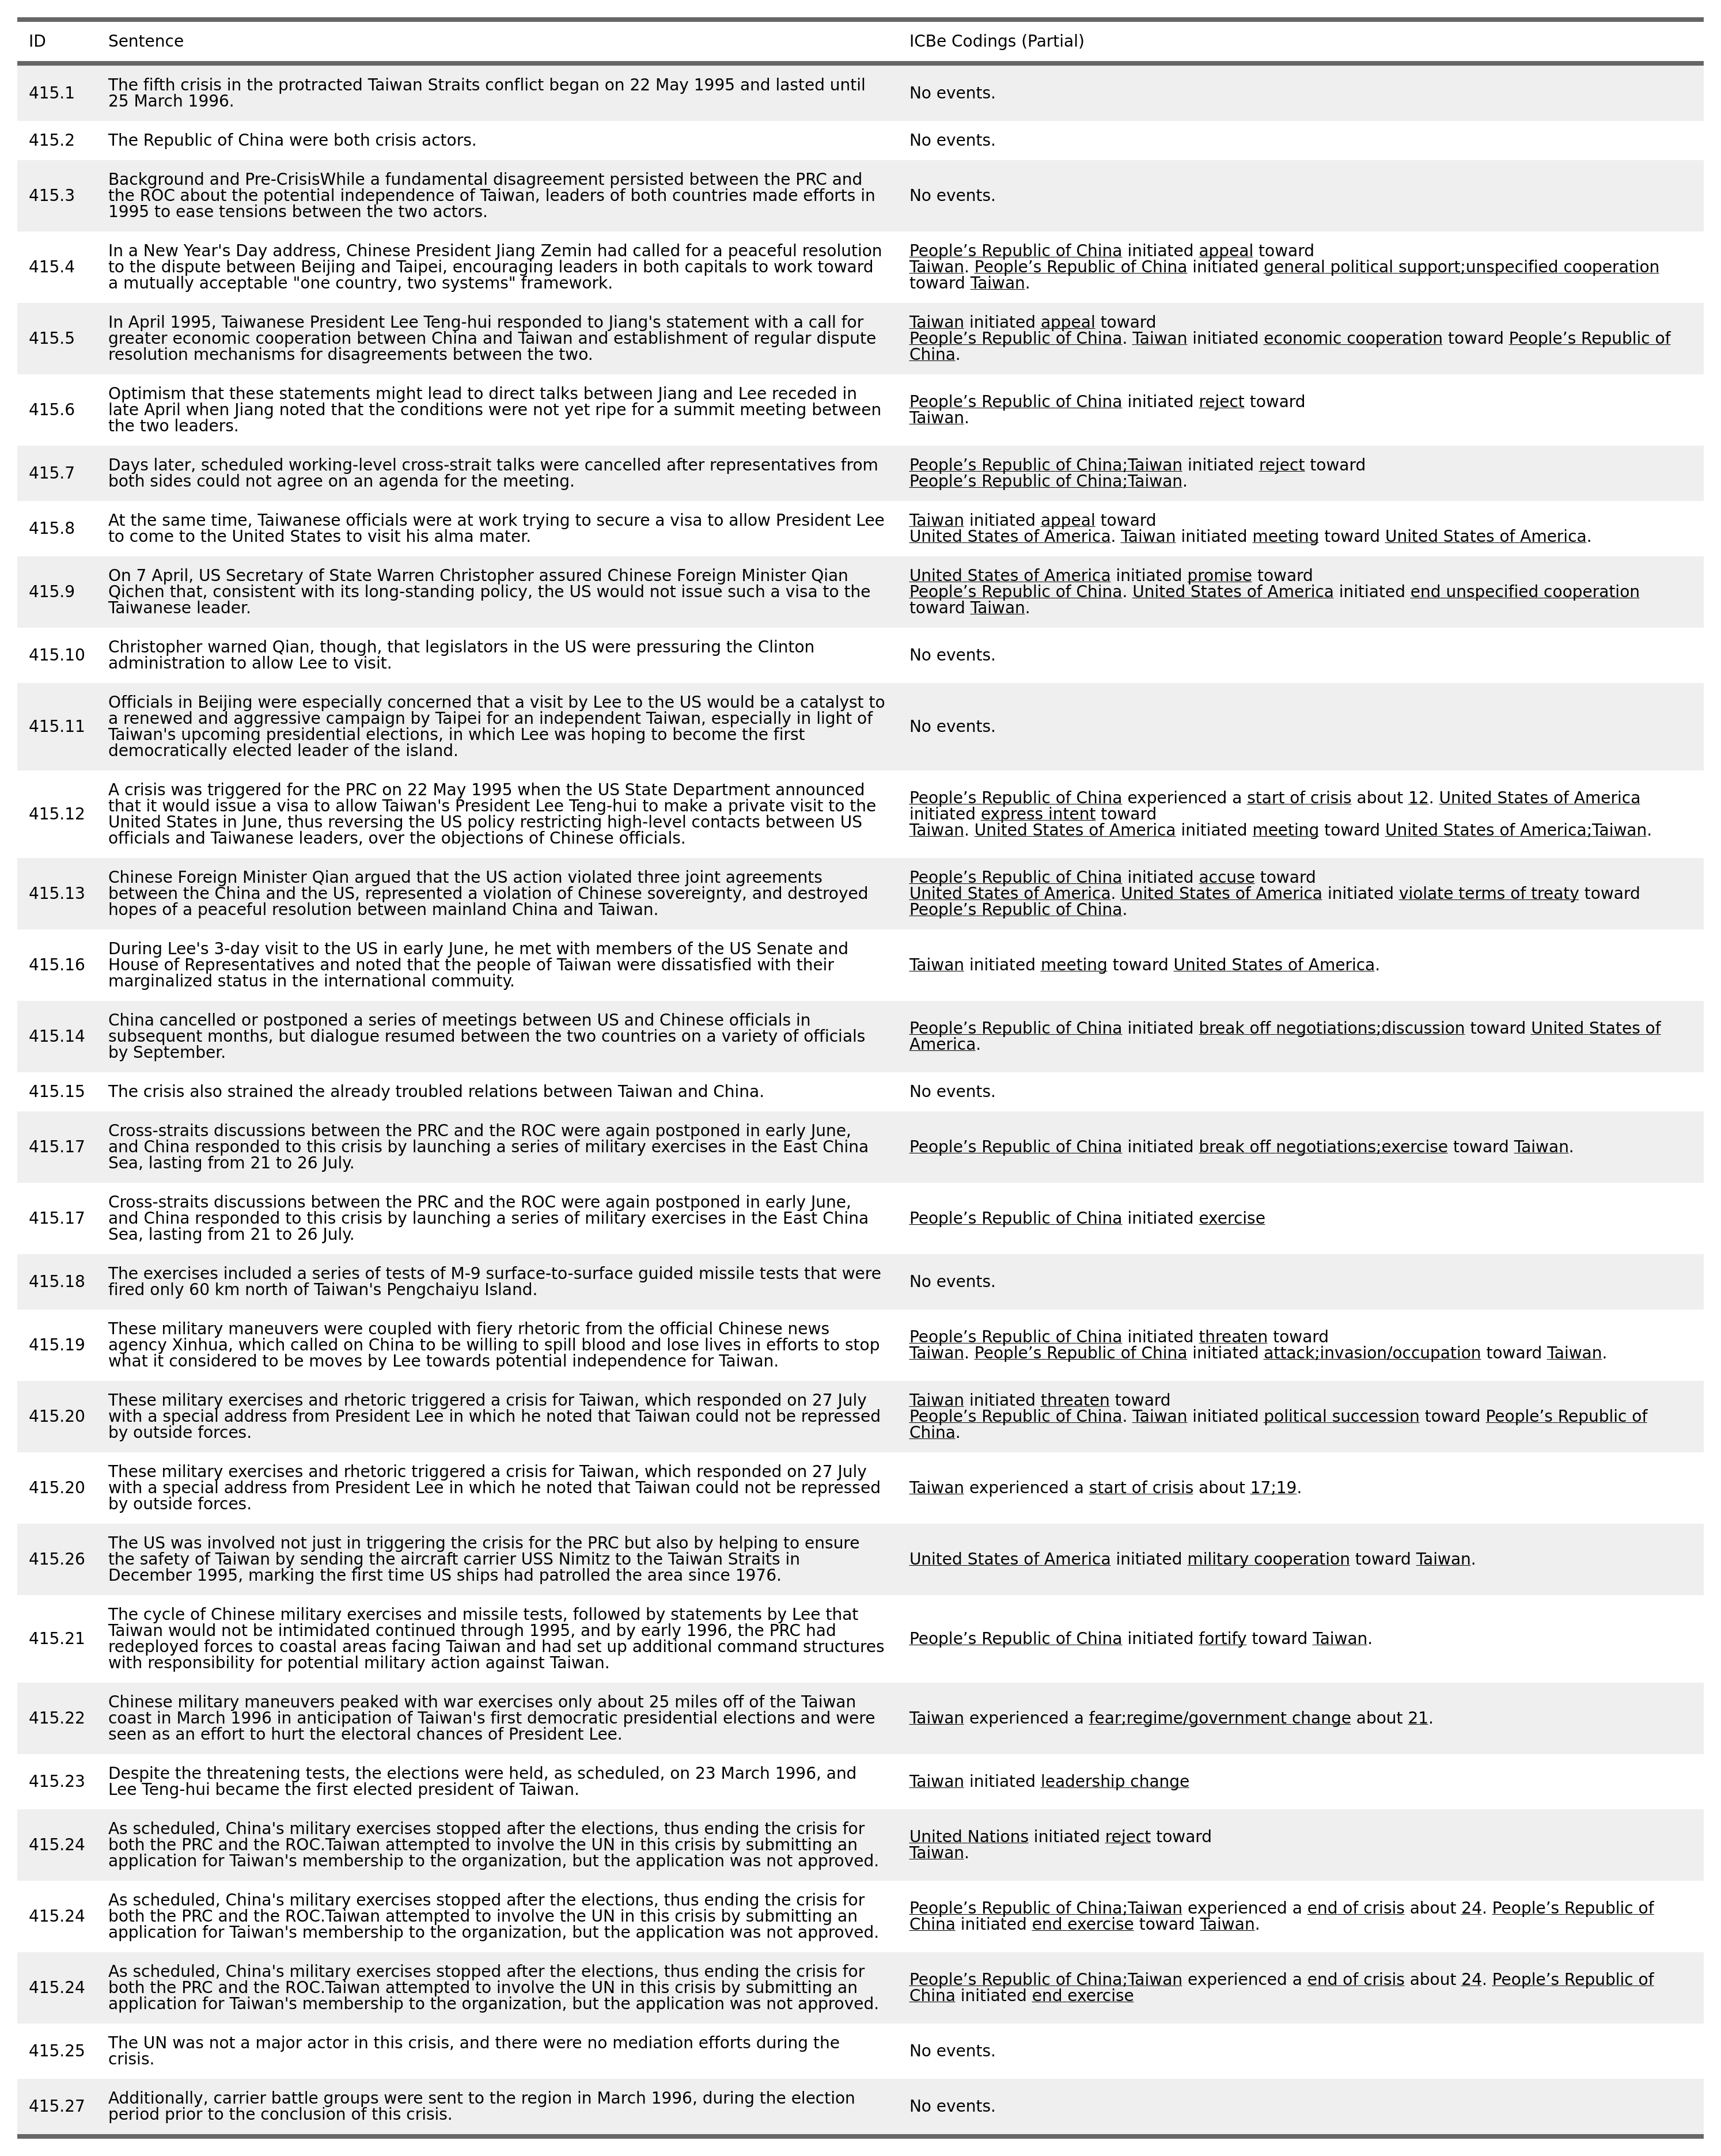 ID Sentence ICBe Codings (Partial)
415.1 The fifth crisis in the protracted Taiwan Straits conflict began on 22 May 1995 and lasted until
25 March 1996. No events.
415.2 The Republic of China were both crisis actors. No events.
415.3 Background and Pre-CrisisWhile a fundamental disagreement persisted between the PRC and
the ROC about the potential independence of Taiwan, leaders of both countries made efforts in
1995 to ease tensions between the two actors. No events.
415.4 In a New Year's Day address, Chinese President Jiang Zemin had called for a peaceful resolution
to the dispute between Beijing and Taipei, encouraging leaders in both capitals to work toward
a mutually acceptable "one country, two systems" framework.
People’s Republic of China initiated appeal toward
Taiwan. People’s Republic of China initiated general political support;unspecified cooperation
toward Taiwan.
415.5 In April 1995, Taiwanese President Lee Teng-hui responded to Jiang's statement with a call for
greater economic cooperation between China and Taiwan and establishment of regular dispute
resolution mechanisms for disagreements between the two.
Taiwan initiated appeal toward
People’s Republic of China. Taiwan initiated economic cooperation toward People’s Republic of
China.
415.6 Optimism that these statements might lead to direct talks between Jiang and Lee receded in
late April when Jiang noted that the conditions were not yet ripe for a summit meeting between
the two leaders.
People’s Republic of China initiated reject toward
Taiwan.
415.7 Days later, scheduled working-level cross-strait talks were cancelled after representatives from
both sides could not agree on an agenda for the meeting.
People’s Republic of China;Taiwan initiated reject toward
People’s Republic of China;Taiwan.
415.8 At the same time, Taiwanese officials were at work trying to secure a visa to allow President Lee
to come to the United States to visit his alma mater.
Taiwan initiated appeal toward
United States of America. Taiwan initiated meeting toward United States of America.
415.9 On 7 April, US Secretary of State Warren Christopher assured Chinese Foreign Minister Qian
Qichen that, consistent with its long-standing policy, the US would not issue such a visa to the
Taiwanese leader.
United States of America initiated promise toward
People’s Republic of China. United States of America initiated end unspecified cooperation
toward Taiwan.
415.10 Christopher warned Qian, though, that legislators in the US were pressuring the Clinton
administration to allow Lee to visit.
No events.
415.11 Officials in Beijing were especially concerned that a visit by Lee to the US would be a catalyst to
a renewed and aggressive campaign by Taipei for an independent Taiwan, especially in light of
Taiwan's upcoming presidential elections, in which Lee was hoping to become the first
democratically elected leader of the island.
No events.
415.12 A crisis was triggered for the PRC on 22 May 1995 when the US State Department announced
that it would issue a visa to allow Taiwan's President Lee Teng-hui to make a private visit to the
United States in June, thus reversing the US policy restricting high-level contacts between US
officials and Taiwanese leaders, over the objections of Chinese officials.
People’s Republic of China experienced a start of crisis about 12. United States of America
initiated express intent toward
Taiwan. United States of America initiated meeting toward United States of America;Taiwan.
415.13 Chinese Foreign Minister Qian argued that the US action violated three joint agreements
between the China and the US, represented a violation of Chinese sovereignty, and destroyed
hopes of a peaceful resolution between mainland China and Taiwan.
People’s Republic of China initiated accuse toward
United States of America. United States of America initiated violate terms of treaty toward
People’s Republic of China.
415.16 During Lee's 3-day visit to the US in early June, he met with members of the US Senate and
House of Representatives and noted that the people of Taiwan were dissatisfied with their
marginalized status in the international commuity.
Taiwan initiated meeting toward United States of America.
415.14 China cancelled or postponed a series of meetings between US and Chinese officials in
subsequent months, but dialogue resumed between the two countries on a variety of officials
by September.
People’s Republic of China initiated break off negotiations;discussion toward United States of
America.
415.15 The crisis also strained the already troubled relations between Taiwan and China. No events.
415.17 Cross-straits discussions between the PRC and the ROC were again postponed in early June,
and China responded to this crisis by launching a series of military exercises in the East China
Sea, lasting from 21 to 26 July.
People’s Republic of China initiated break off negotiations;exercise toward Taiwan.
415.17 Cross-straits discussions between the PRC and the ROC were again postponed in early June,
and China responded to this crisis by launching a series of military exercises in the East China
Sea, lasting from 21 to 26 July.
People’s Republic of China initiated exercise
415.18 The exercises included a series of tests of M-9 surface-to-surface guided missile tests that were
fired only 60 km north of Taiwan's Pengchaiyu Island.
No events.
415.19 These military maneuvers were coupled with fiery rhetoric from the official Chinese news
agency Xinhua, which called on China to be willing to spill blood and lose lives in efforts to stop
what it considered to be moves by Lee towards potential independence for Taiwan.
People’s Republic of China initiated threaten toward
Taiwan. People’s Republic of China initiated attack;invasion/occupation toward Taiwan.
415.20 These military exercises and rhetoric triggered a crisis for Taiwan, which responded on 27 July
with a special address from President Lee in which he noted that Taiwan could not be repressed
by outside forces.
Taiwan initiated threaten toward
People’s Republic of China. Taiwan initiated political succession toward People’s Republic of
China.
415.20 These military exercises and rhetoric triggered a crisis for Taiwan, which responded on 27 July
with a special address from President Lee in which he noted that Taiwan could not be repressed
by outside forces.
Taiwan experienced a start of crisis about 17;19.
415.26 The US was involved not just in triggering the crisis for the PRC but also by helping to ensure
the safety of Taiwan by sending the aircraft carrier USS Nimitz to the Taiwan Straits in
December 1995, marking the first time US ships had patrolled the area since 1976.
United States of America initiated military cooperation toward Taiwan.
415.21 The cycle of Chinese military exercises and missile tests, followed by statements by Lee that
Taiwan would not be intimidated continued through 1995, and by early 1996, the PRC had
redeployed forces to coastal areas facing Taiwan and had set up additional command structures
with responsibility for potential military action against Taiwan.
People’s Republic of China initiated fortify toward Taiwan.
415.22 Chinese military maneuvers peaked with war exercises only about 25 miles off of the Taiwan
coast in March 1996 in anticipation of Taiwan's first democratic presidential elections and were
seen as an effort to hurt the electoral chances of President Lee.
Taiwan experienced a fear;regime/government change about 21.
415.23 Despite the threatening tests, the elections were held, as scheduled, on 23 March 1996, and
Lee Teng-hui became the first elected president of Taiwan.
Taiwan initiated leadership change
415.24 As scheduled, China's military exercises stopped after the elections, thus ending the crisis for
both the PRC and the ROC.Taiwan attempted to involve the UN in this crisis by submitting an
application for Taiwan's membership to the organization, but the application was not approved.
United Nations initiated reject toward
Taiwan.
415.24 As scheduled, China's military exercises stopped after the elections, thus ending the crisis for
both the PRC and the ROC.Taiwan attempted to involve the UN in this crisis by submitting an
application for Taiwan's membership to the organization, but the application was not approved.
People’s Republic of China;Taiwan experienced a end of crisis about 24. People’s Republic of
China initiated end exercise toward Taiwan.
415.24 As scheduled, China's military exercises stopped after the elections, thus ending the crisis for
both the PRC and the ROC.Taiwan attempted to involve the UN in this crisis by submitting an
application for Taiwan's membership to the organization, but the application was not approved.
People’s Republic of China;Taiwan experienced a end of crisis about 24. People’s Republic of
China initiated end exercise
415.25 The UN was not a major actor in this crisis, and there were no mediation efforts during the
crisis.
No events.
415.27 Additionally, carrier battle groups were sent to the region in March 1996, during the election
period prior to the conclusion of this crisis.
No events.